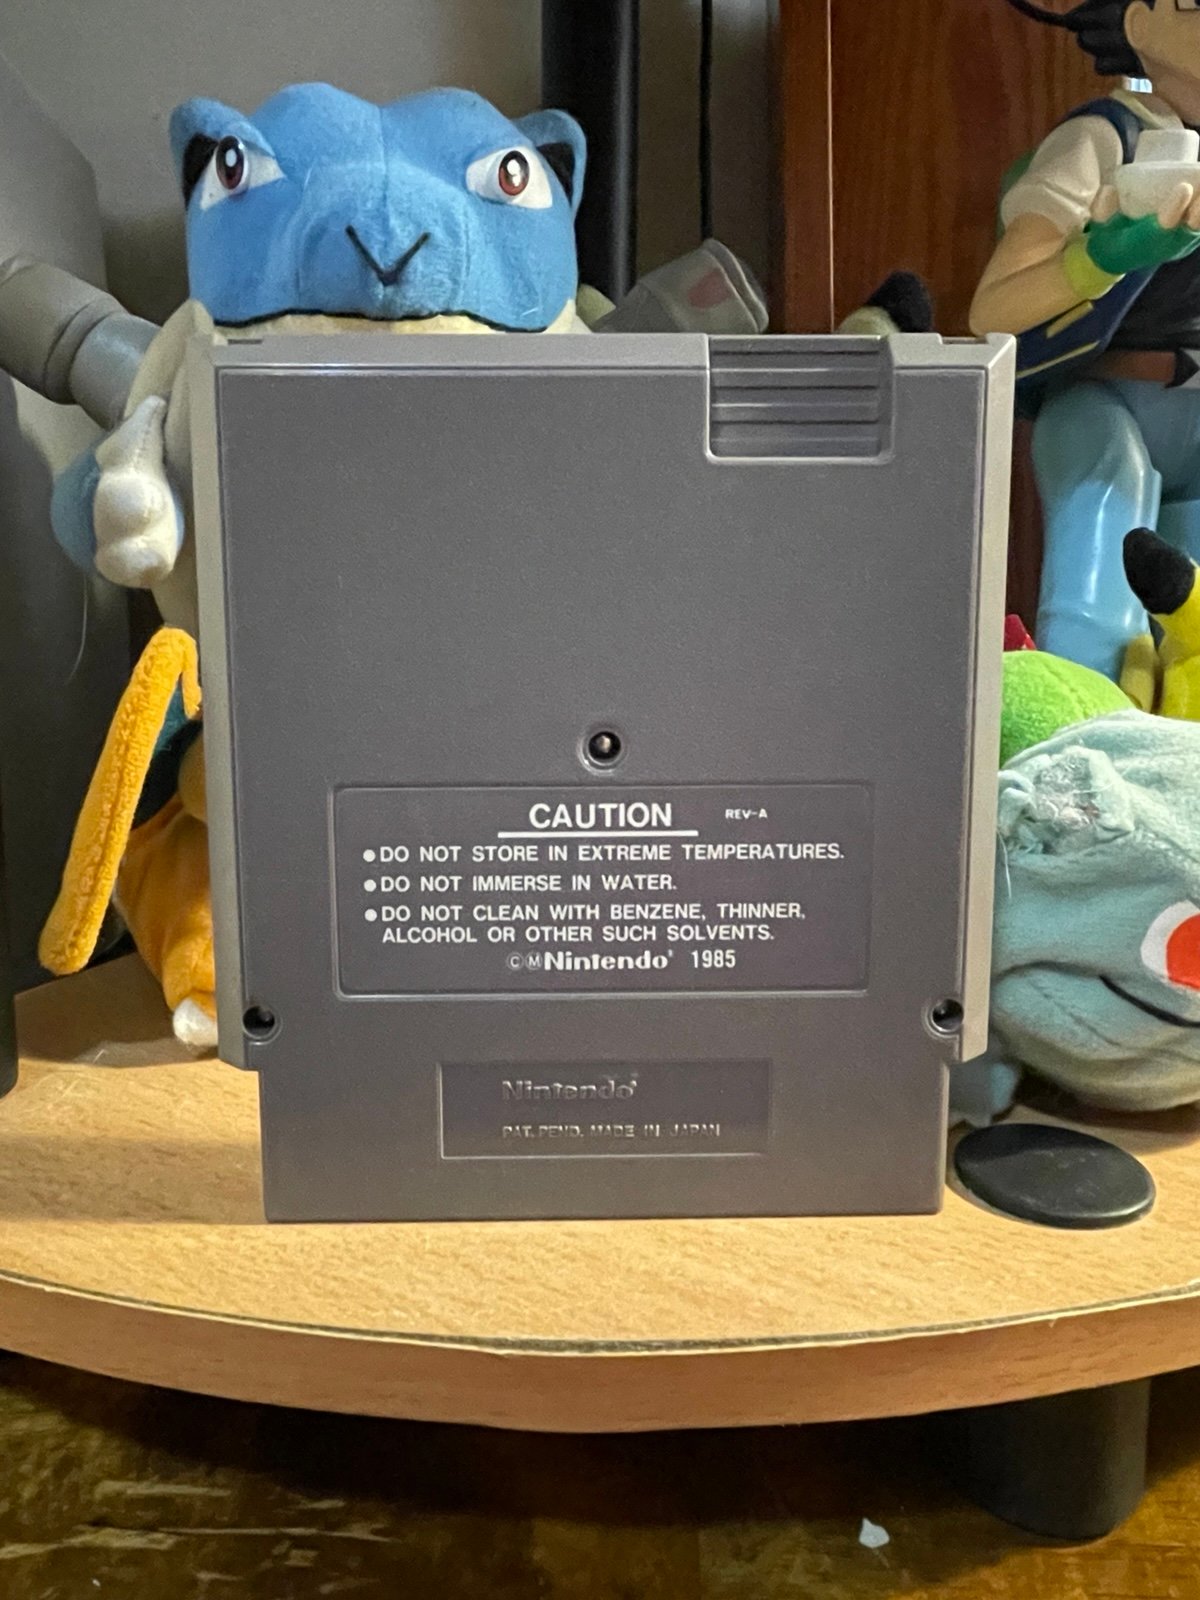 CAUTION REV-A
●DO NOT STORE IN EXTREME TEMPERATURES.
●DO NOT IMMERSE IN WATER.
●DO NOT CLEAN WITH BENZENE, THINNER,
ALCOHOL OR OTHER SUCH SOLVENTS.
©ⓂNintendo® 1985
Nintendo®
PAT. PEND. MADE IN JAPAN